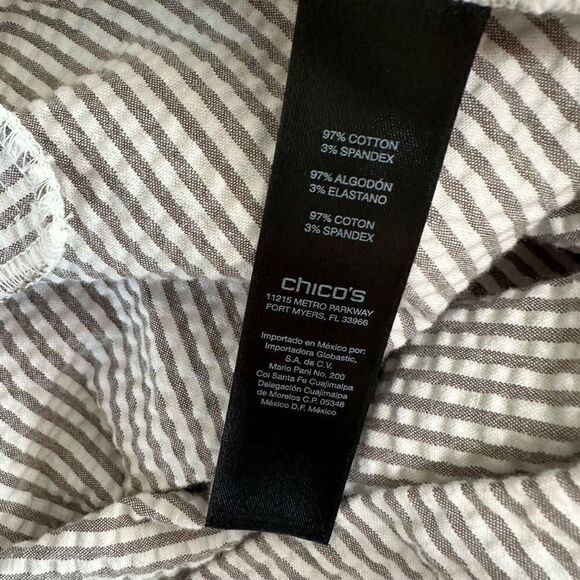 97% COTTON
3% SPANDEX
97% ALGODÓN
3% ELASTANO
97% COTON
3% SPANDEX
chico's
11215 METRO PARKWAY
FORT MYERS, FL 33966
Importado en México por:
Importadora Globastic,
S.A. de C.V.
Mario Pani No. 200
Col Santa Fe Cuajimalpa
Delegación Cuajimalpa
de Morelos C.P. 05348
México D.F. México